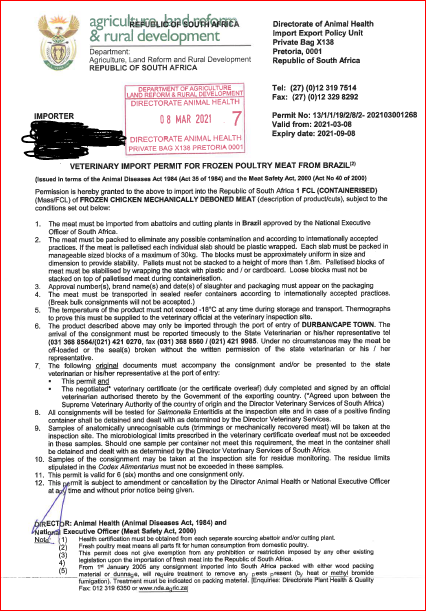 agriculture, land reform
& rural development
REPUBLIC OF SOUTH AFRICA
Department:
Agriculture, Land Reform and Rural Development
REPUBLIC OF SOUTH AFRICA
Directorate of Animal Health
Import Export Policy Unit
Private Bag X138
Pretoria, 0001
Republic of South Africa
Tel: (27) (0)12 319 7514
Fax: (27) (0)12 329 8292
DEPARTMENT OF AGRICULTURE
LAND REFORM & RURAL DEVELOPMENT
DIRECTORATE ANIMAL HEALTH
08 MAR 2021 7
DIRECTORATE ANIMAL HEALTH
PRIVATE BAG X138 PRETORIA 0001
IMPORTER
Permit No: 13/1/1/19/2/8/2- 202103001268
Valid from: 2021-03-08
Expiry date: 2021-09-08
VETERINARY IMPORT PERMIT FOR FROZEN POULTRY MEAT FROM BRAZIL(2)
(Issued in terms of the Animal Diseases Act 1984 (Act 35 of 1984) and the Meat Safety Act, 2000 (Act No 40 of 2000)
Permission is hereby granted to the above to import into the Republic of South Africa 1 FCL (CONTAINERISED)
(Mass/FCL) of FROZEN CHICKEN MECHANICALLY DEBONED MEAT (description of product/cuts), subject to the
conditions set out below:
1. The meat must be imported from abattoirs and cutting plants in Brazil approved by the National Executive
Officer of South Africa.
2. The meat must be packed to eliminate any possible contamination and according to internationally accepted
practices. If the meat is palletised each individual slab should be plastic wrapped. Each slab must be packed in
manageable sized blocks of a maximum of 30kg. The blocks must be approximately uniform in size and
dimension to provide stability. Pallets must not be stacked to a height of more than 1.8m. Palletised blocks of
meat must be stabilised by wrapping the stack with plastic and / or cardboard. Loose blocks must not be
stacked on top of palletised meat during containerisation.
3. Approval number(s), brand name(s) and date(s) of slaughter and packaging must appear on the packaging
4. The meat must be transported in sealed reefer containers according to internationally accepted practices.
(Break bulk consignments will not be accepted.)
5. The temperature of the product must not exceed -18°C at any time during storage and transport. Thermographs
to prove this must be supplied to the veterinary official at the veterinary inspection site.
6. The product described above may only be imported through the port of entry of DURBAN/CAPE TOWN. The
arrival of the consignment must be reported timeously to the State Veterinarian or his/her representative tel
(031 368 8564/(021) 421 0270, fax (031) 368 8560 / (021) 421 9985. Under no circumstances may the meat be
off-loaded or the seal(s) broken without the written permission of the state veterinarian or his / her
representative.
7. The following original documents must accompany the consignment and/or be presented to the state
veterinarian or his/her representative at the port of entry:
• This permit and
• The negotiated* veterinary certificate (or the certificate overleaf) duly completed and signed by an official
veterinarian authorised thereto by the Government of the exporting country. (*Agreed upon between the
Supreme Veterinary Authority of the country of origin and the Director Veterinary Services of South Africa)
8. All consignments will be tested for Salmonella Enteritidis at the inspection site and in case of a positive finding
container shall be detained and dealt with as determined by the Director Veterinary Services.
9. Samples of anatomically unrecognisable cuts (trimmings or mechanically recovered meat) will be taken at the
inspection site. The microbiological limits prescribed in the veterinary certificate overleaf must not be exceeded
in these samples. Should one sample per container not meet this requirement, the meat in the container shall
be detained and dealt with as determined by the Director Veterinary Services of South Africa.
10. Samples of the consignment may be taken at the inspection site for residue monitoring. The residue limits
stipulated in the Codex Alimentarius must not be exceeded in these samples.
11. This permit is valid for 6 (six) months and one consignment only.
12. This permit is subject to amendment or cancellation by the Director Animal Health or National Executive Officer
at any time and without prior notice being given.
DIRECTOR: Animal Health (Animal Diseases Act, 1984) and
National Executive Officer (Meat Safety Act, 2000)
Note: (1) Health certification must be obtained from each separate sourcing abattoir and/or cutting plant.
(2) Fresh poultry meat means all parts fit for human consumption from domestic poultry.
(3) This permit does not give exemption from any prohibition or restriction imposed by any other existing
(4) legislation upon the importation of fresh meat into the Republic of South Africa.
(5) From 1st January 2005 any consignment imported into South Africa packed with either wood packing
material or dunnage, will require treatment to remove any pests present (by heat or methyl bromide
fumigation). Treatment must be indicated on packing material. (Enquiries: Directorate Plant Health & Quality
Fax: 012 319 6350 or www.nda.agric.za)